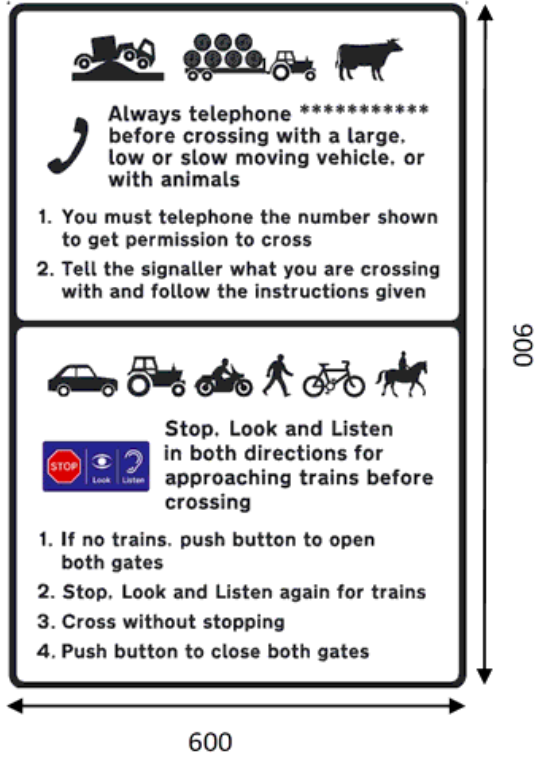 Always telephone ***********
before crossing with a large,
low or slow moving vehicle, or
with animals
1. You must telephone the number shown
to get permission to cross
2. Tell the signaller what you are crossing
with and follow the instructions given
Stop, Look and Listen
in both directions for
approaching trains before
crossing
STOP
Look
Listen
1. If no trains, push button to open
both gates
2. Stop, Look and Listen again for trains
3. Cross without stopping
4. Push button to close both gates
900
600